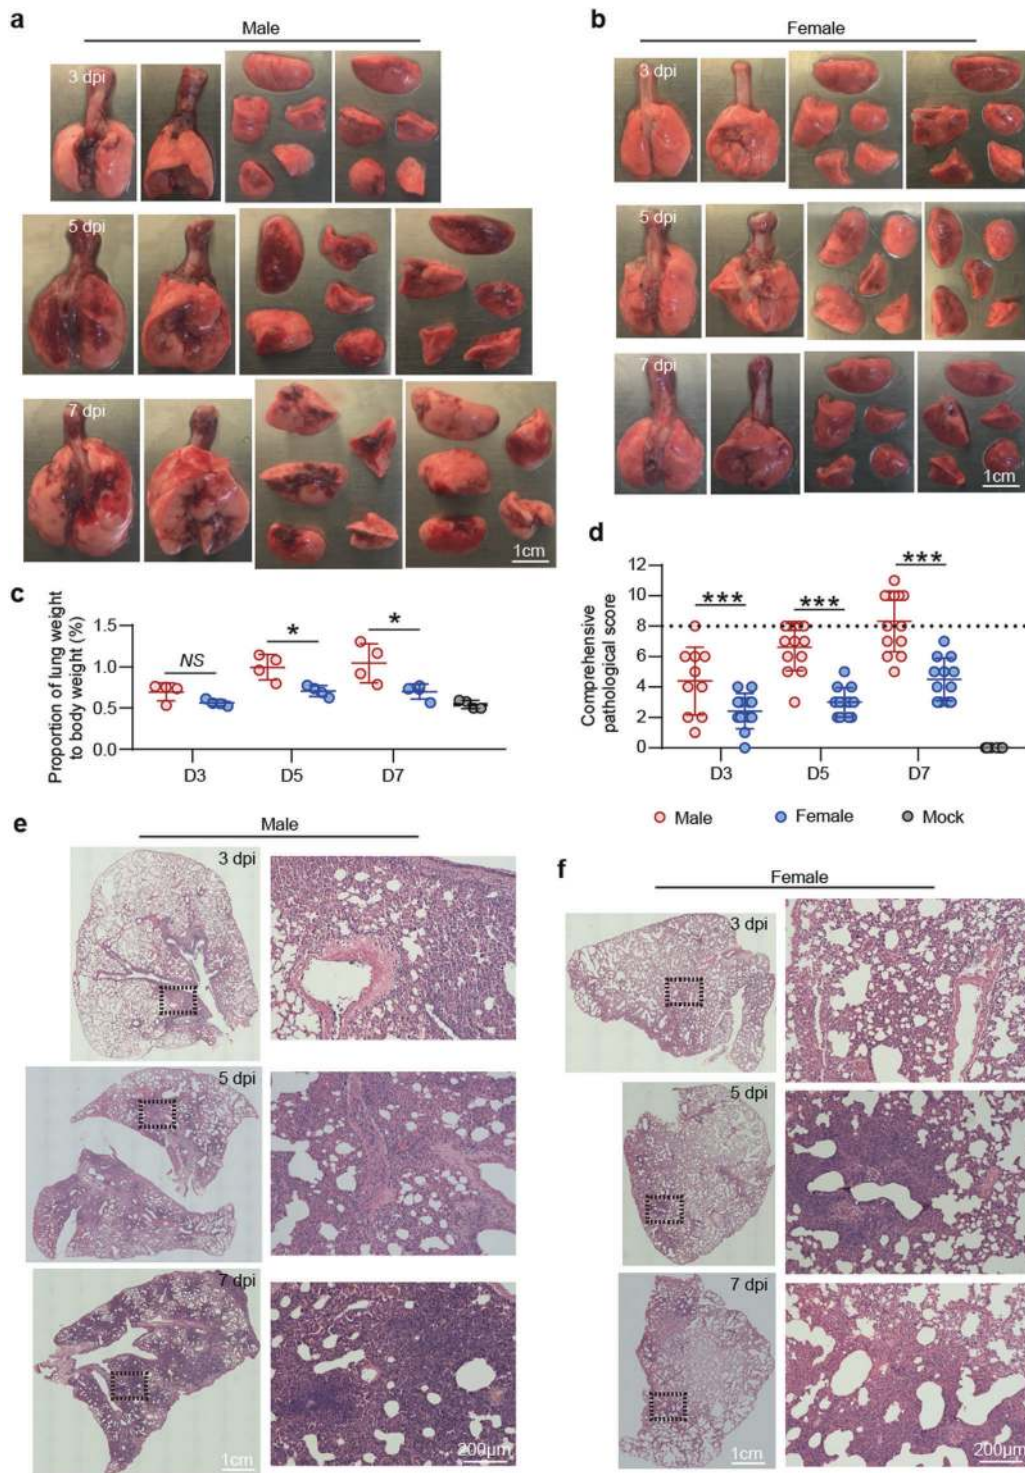 a
Male
3 dpi
5 dpi
7 dpi
1cm
b
Female
3 dpi
5 dpi
7 dpi
1cm
c
Proportion of lung weight
to body weight (%)
1.5
1.0
0.5
0.0
NS
*
*
D3
D5
D7
d
Comprehensive
pathological score
12
10
8
6
4
2
0
***
***
***
D3
D5
D7
Male
Female
Mock
e
Male
3 dpi
5 dpi
7 dpi
1cm
200μm
f
Female
3 dpi
5 dpi
7 dpi
1cm
200μm